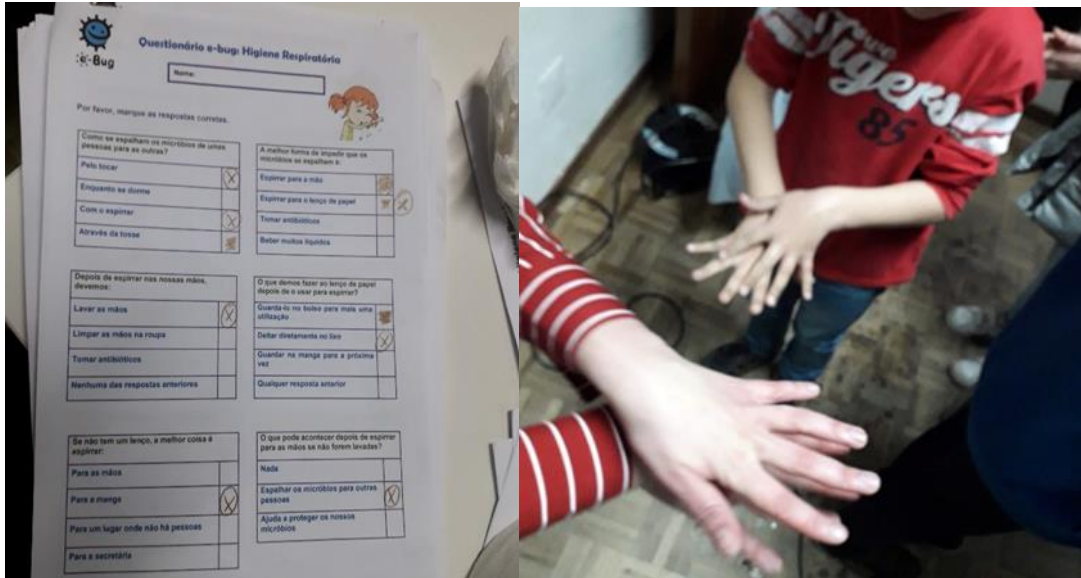 e-Bug
Questionário e-bug: Higiene Respiratória
Nome:
Por favor, marque as respostas corretas.
Como se espalham os micróbios de umas
pessoas para as outras?
Pelo tocar
Enquanto se dorme
Com o espirrar
Através da tosse
A melhor forma de impedir que os
micróbios se espalhem é:
Espirrar para a mão
Espirrar para o lenço de papel
Tomar antibióticos
Beber muitos líquidos
Depois de espirrar nas nossas mãos,
devemos:
Lavar as mãos
Limpar as mãos na roupa
Tomar antibióticos
Nenhuma das respostas anteriores
O que demos fazer ao lenço de papel
depois de o usar para espirrar?
Guardá-lo no bolso para mais uma
utilização
Deitar diretamente no lixo
Guardar na manga para a próxima
vez
Qualquer resposta anterior
Se não tem um lenço, a melhor coisa é
espirrar:
Para as mãos
Para a manga
Para um lugar onde não há pessoas
Para a secretária
O que pode acontecer depois de espirrar
para as mãos se não forem levadas?
Nada
Espalhar os micróbios para outras
pessoas
Ajuda a proteger os nossos
micróbios
Tigers
85